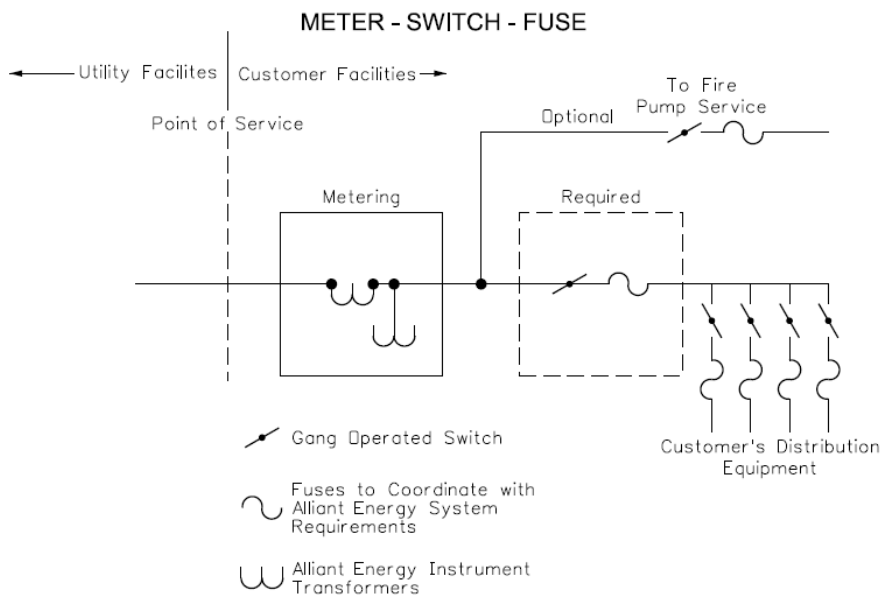 METER - SWITCH - FUSE
Utility Facilites
Customer Facilities
Point of Service
To Fire
Pump Service
Optional
Metering
Required
Customer's Distribution
Equipment
Gang Operated Switch
Fuses to Coordinate with
Alliant Energy System
Requirements
Alliant Energy Instrument
Transformers